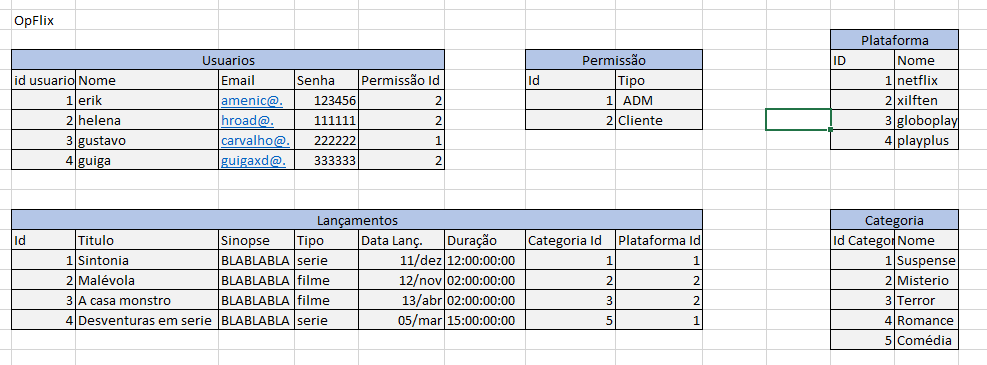 OpFlix
Plataforma
Usuarios Permissão ID Nome
id usuario Nome Email Senha Permissão Id Id Tipo 1 netflix
1 erik amenic@. 123456 2 1 ADM 2 xilften
2 helena hroad@. 111111 2 2 Cliente 3 globoplay
3 gustavo carvalho@. 222222 1 4 playplus
4 guiga guigaxd@. 333333 2
Lançamentos Categoria
Id Titulo Sinopse Tipo Data Lanç. Duração Categoria Id Plataforma Id Id Categor Nome
1 Sintonia BLABLABLA serie 11/dez 12:00:00:00 1 1 1 Suspense
2 Malévola BLABLABLA filme 12/nov 02:00:00:00 2 2 2 Misterio
3 A casa monstro BLABLABLA filme 13/abr 02:00:00:00 3 2 3 Terror
4 Desventuras em serie BLABLABLA serie 05/mar 15:00:00:00 5 1 4 Romance
5 Comédia